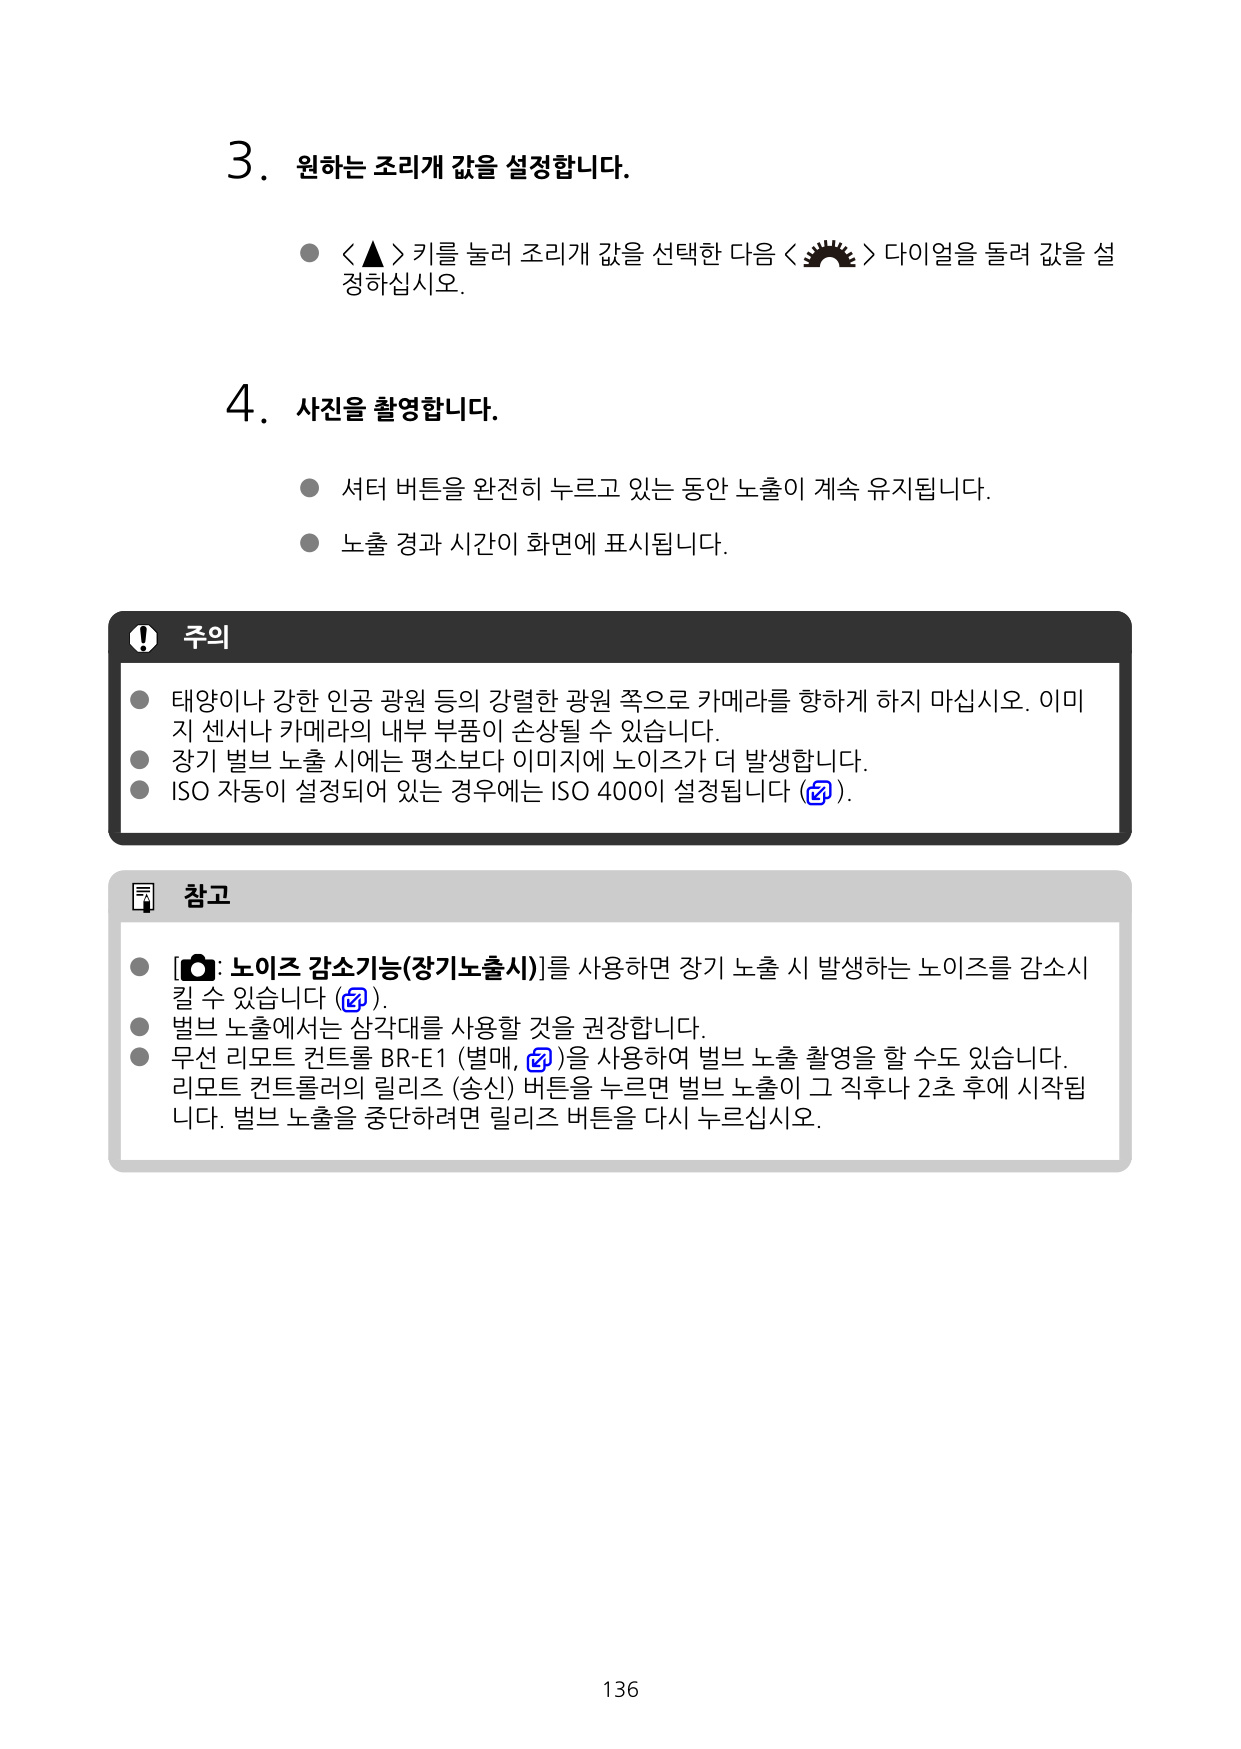 3. 원하는 조리개 값을 설정합니다.
● < ▲ > 키를 눌러 조리개 값을 선택한 다음 < > 다이얼을 돌려 값을 설
정하십시오.
4. 사진을 촬영합니다.
● 셔터 버튼을 완전히 누르고 있는 동안 노출이 계속 유지됩니다.
● 노출 경과 시간이 화면에 표시됩니다.
주의
● 태양이나 강한 인공 광원 등의 강렬한 광원 쪽으로 카메라를 향하게 하지 마십시오. 이미
지 센서나 카메라의 내부 부품이 손상될 수 있습니다.
● 장기 벌브 노출 시에는 평소보다 이미지에 노이즈가 더 발생합니다.
● ISO 자동이 설정되어 있는 경우에는 ISO 400이 설정됩니다 ( ).
참고
● [ : 노이즈 감소기능(장기노출시)]를 사용하면 장기 노출 시 발생하는 노이즈를 감소시
킬 수 있습니다 ( ).
● 벌브 노출에서는 삼각대를 사용할 것을 권장합니다.
● 무선 리모트 컨트롤 BR-E1 (별매, )을 사용하여 벌브 노출 촬영을 할 수도 있습니다.
리모트 컨트롤러의 릴리즈 (송신) 버튼을 누르면 벌브 노출이 그 직후나 2초 후에 시작됩
니다. 벌브 노출을 중단하려면 릴리즈 버튼을 다시 누르십시오.
136